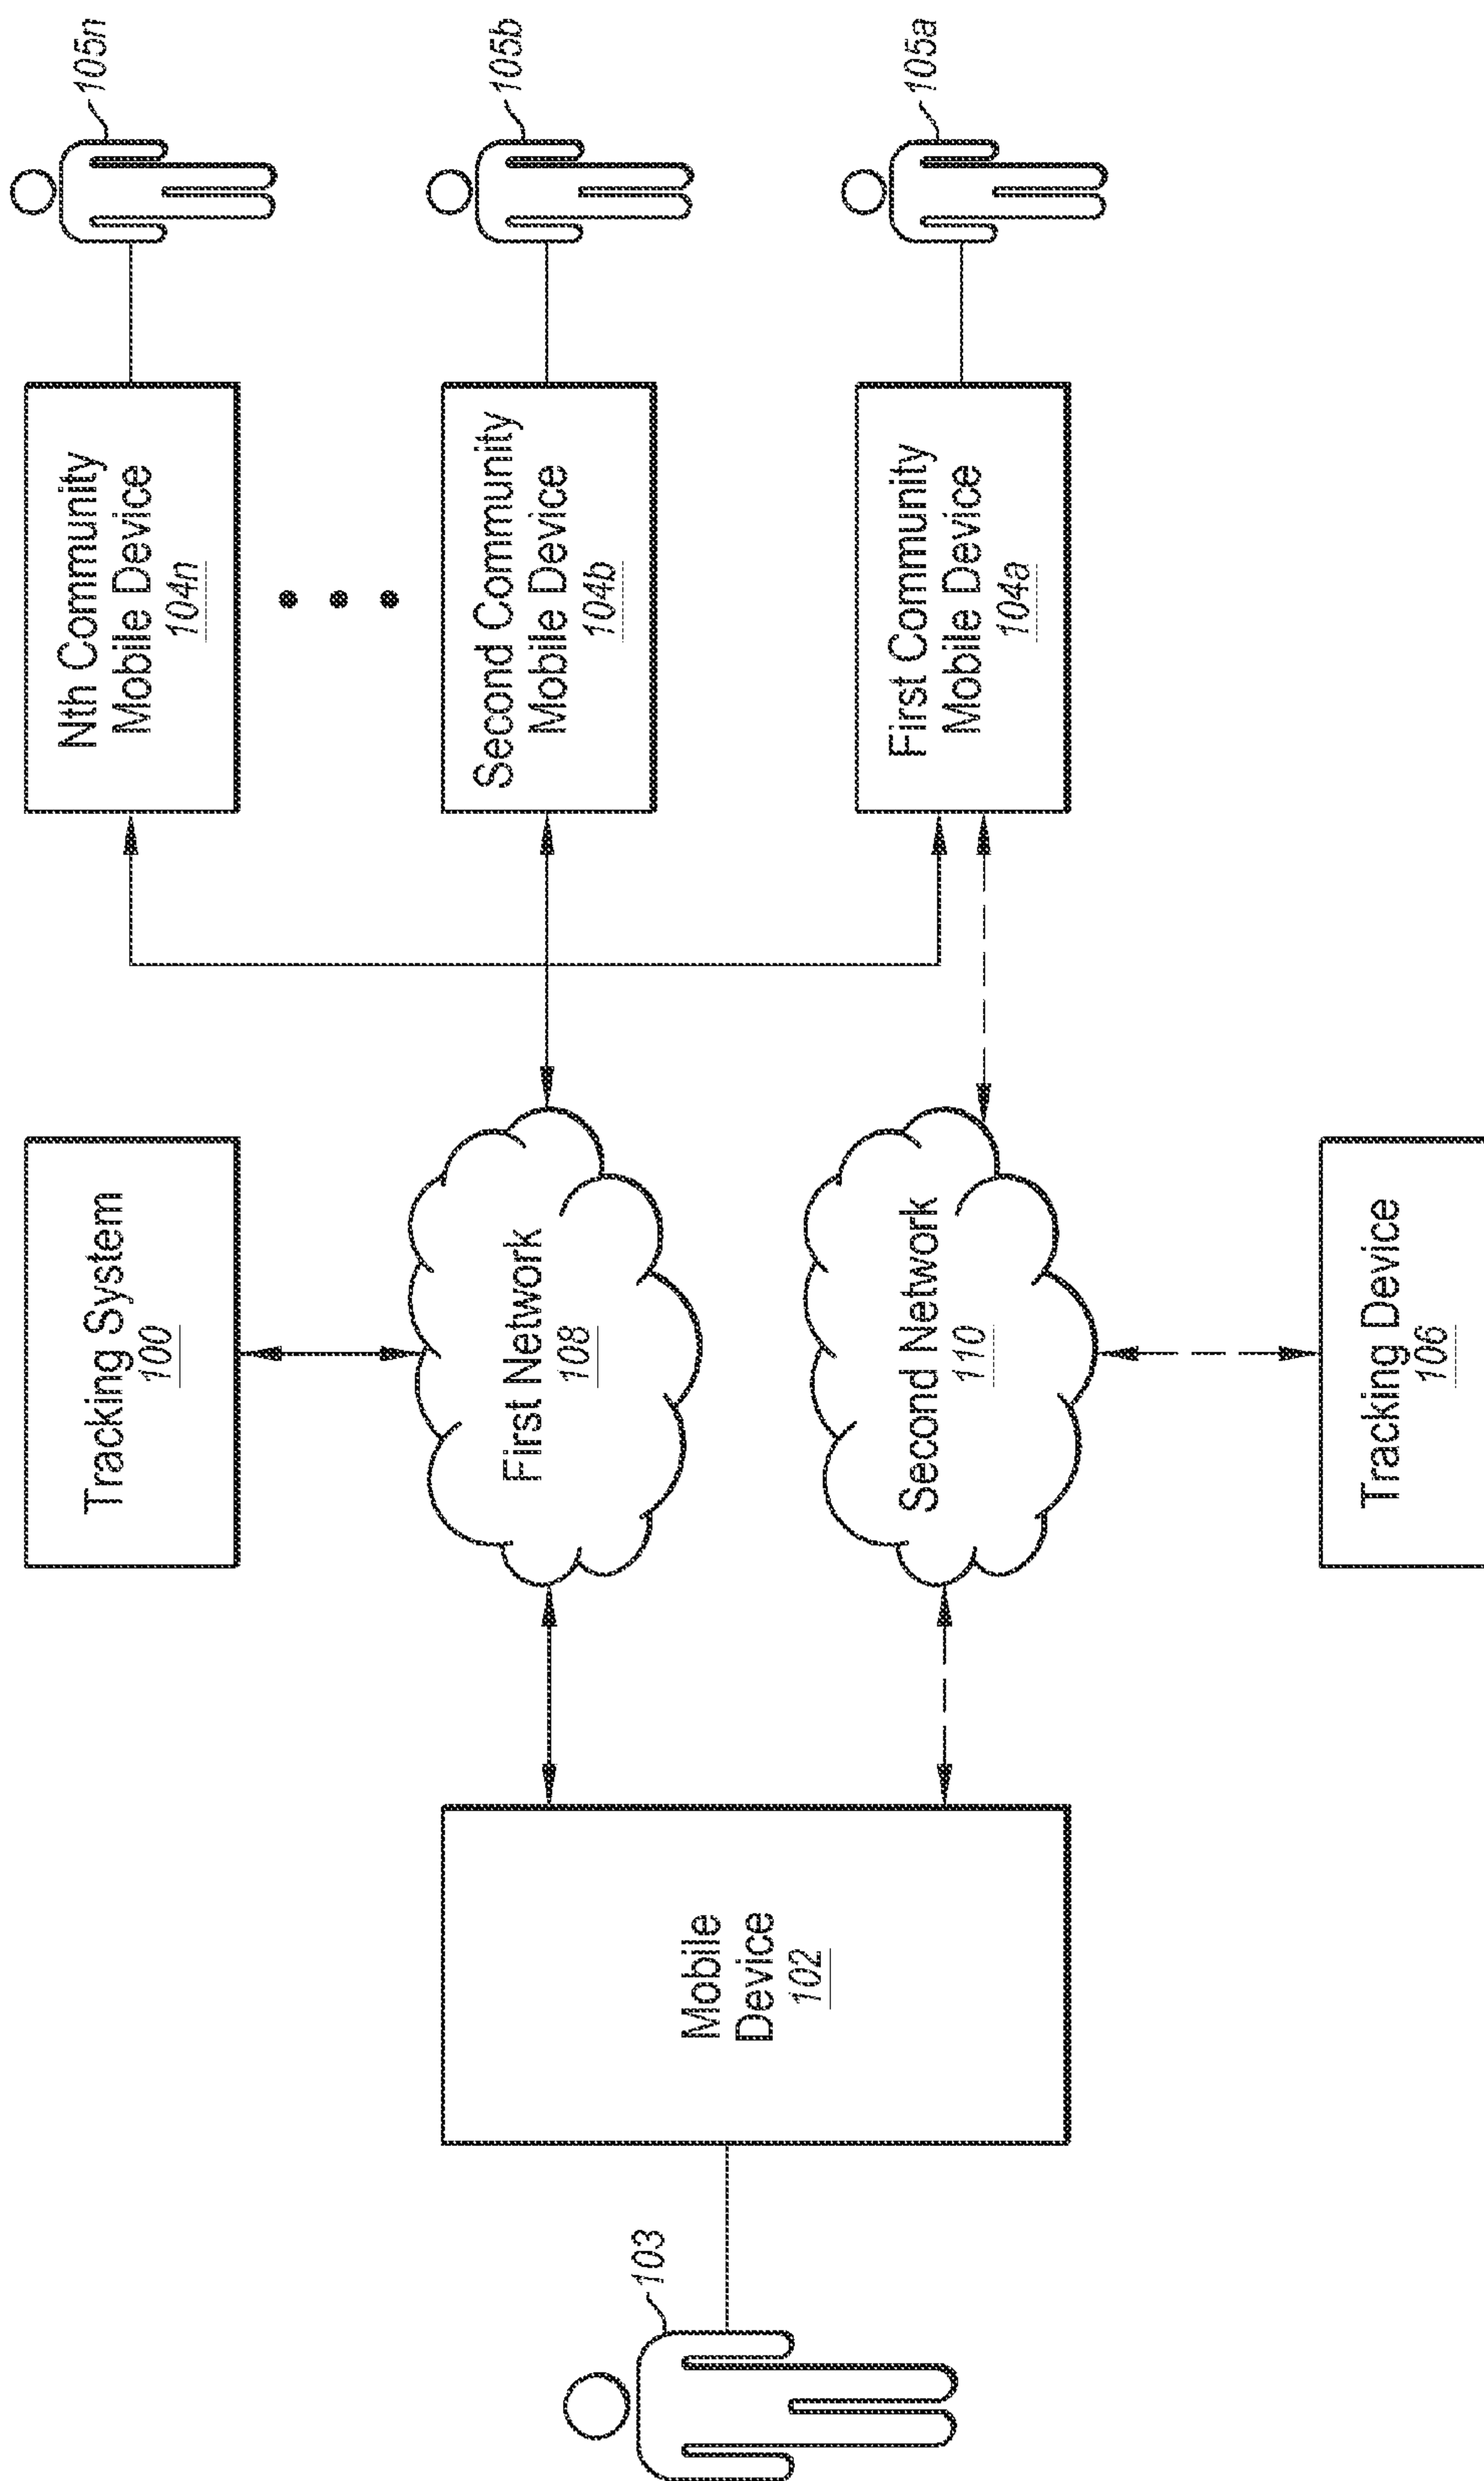 Tracking System
100
Nth Community
Mobile Device
104n
105n
103
Mobile
Device
102
First Network
108
Second Community
Mobile Device
104b
105b
Second Network
110
First Community
Mobile Device
104a
105a
Tracking Device
106